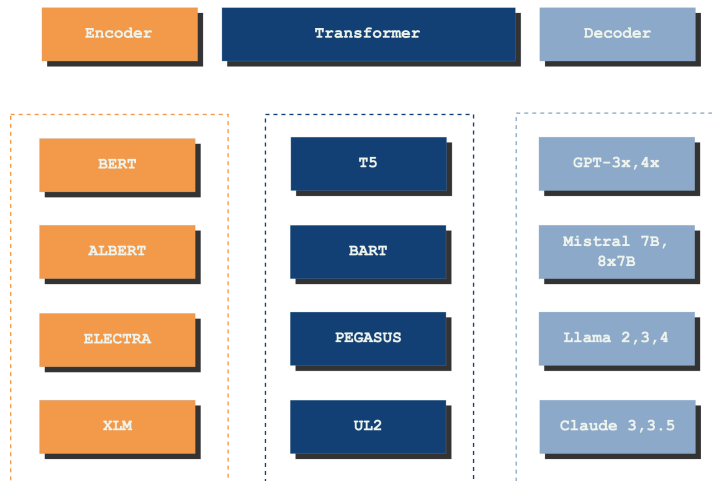 Encoder
Transformer
Decoder
BERT
T5
GPT-3x,4x
ALBERT
BART
Mistral 7B,
8x7B
ELECTRA
PEGASUS
Llama 2,3,4
XLM
UL2
Claude 3,3.5